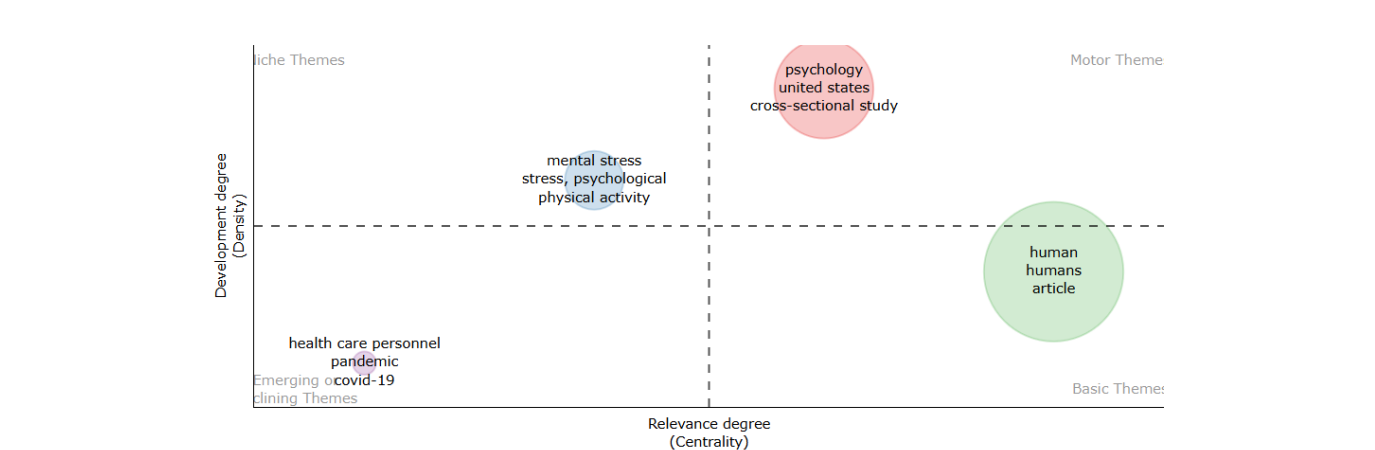 liche Themes
Motor Theme
psychology
united states
cross-sectional study
mental stress
stress, psychological
physical activity
Development degree
(Density)
human
humans
article
health care personnel
pandemic
covid-19
Emerging o
clining Themes
Basic Themes
Relevance degree
(Centrality)